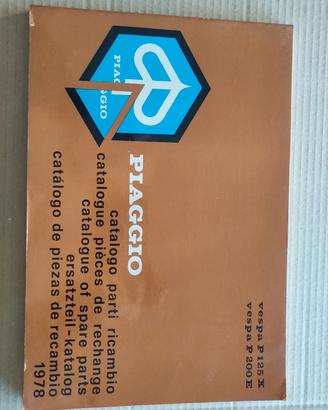 PIAGGIO
PIAGGIO
catalogo parti ricambio
catalogue pièces de rechange
catalogue of spare parts
ersatzteil-katalog
catálogo de piezas de recambio
1978
vespa P 125 X
vespa P 200 E